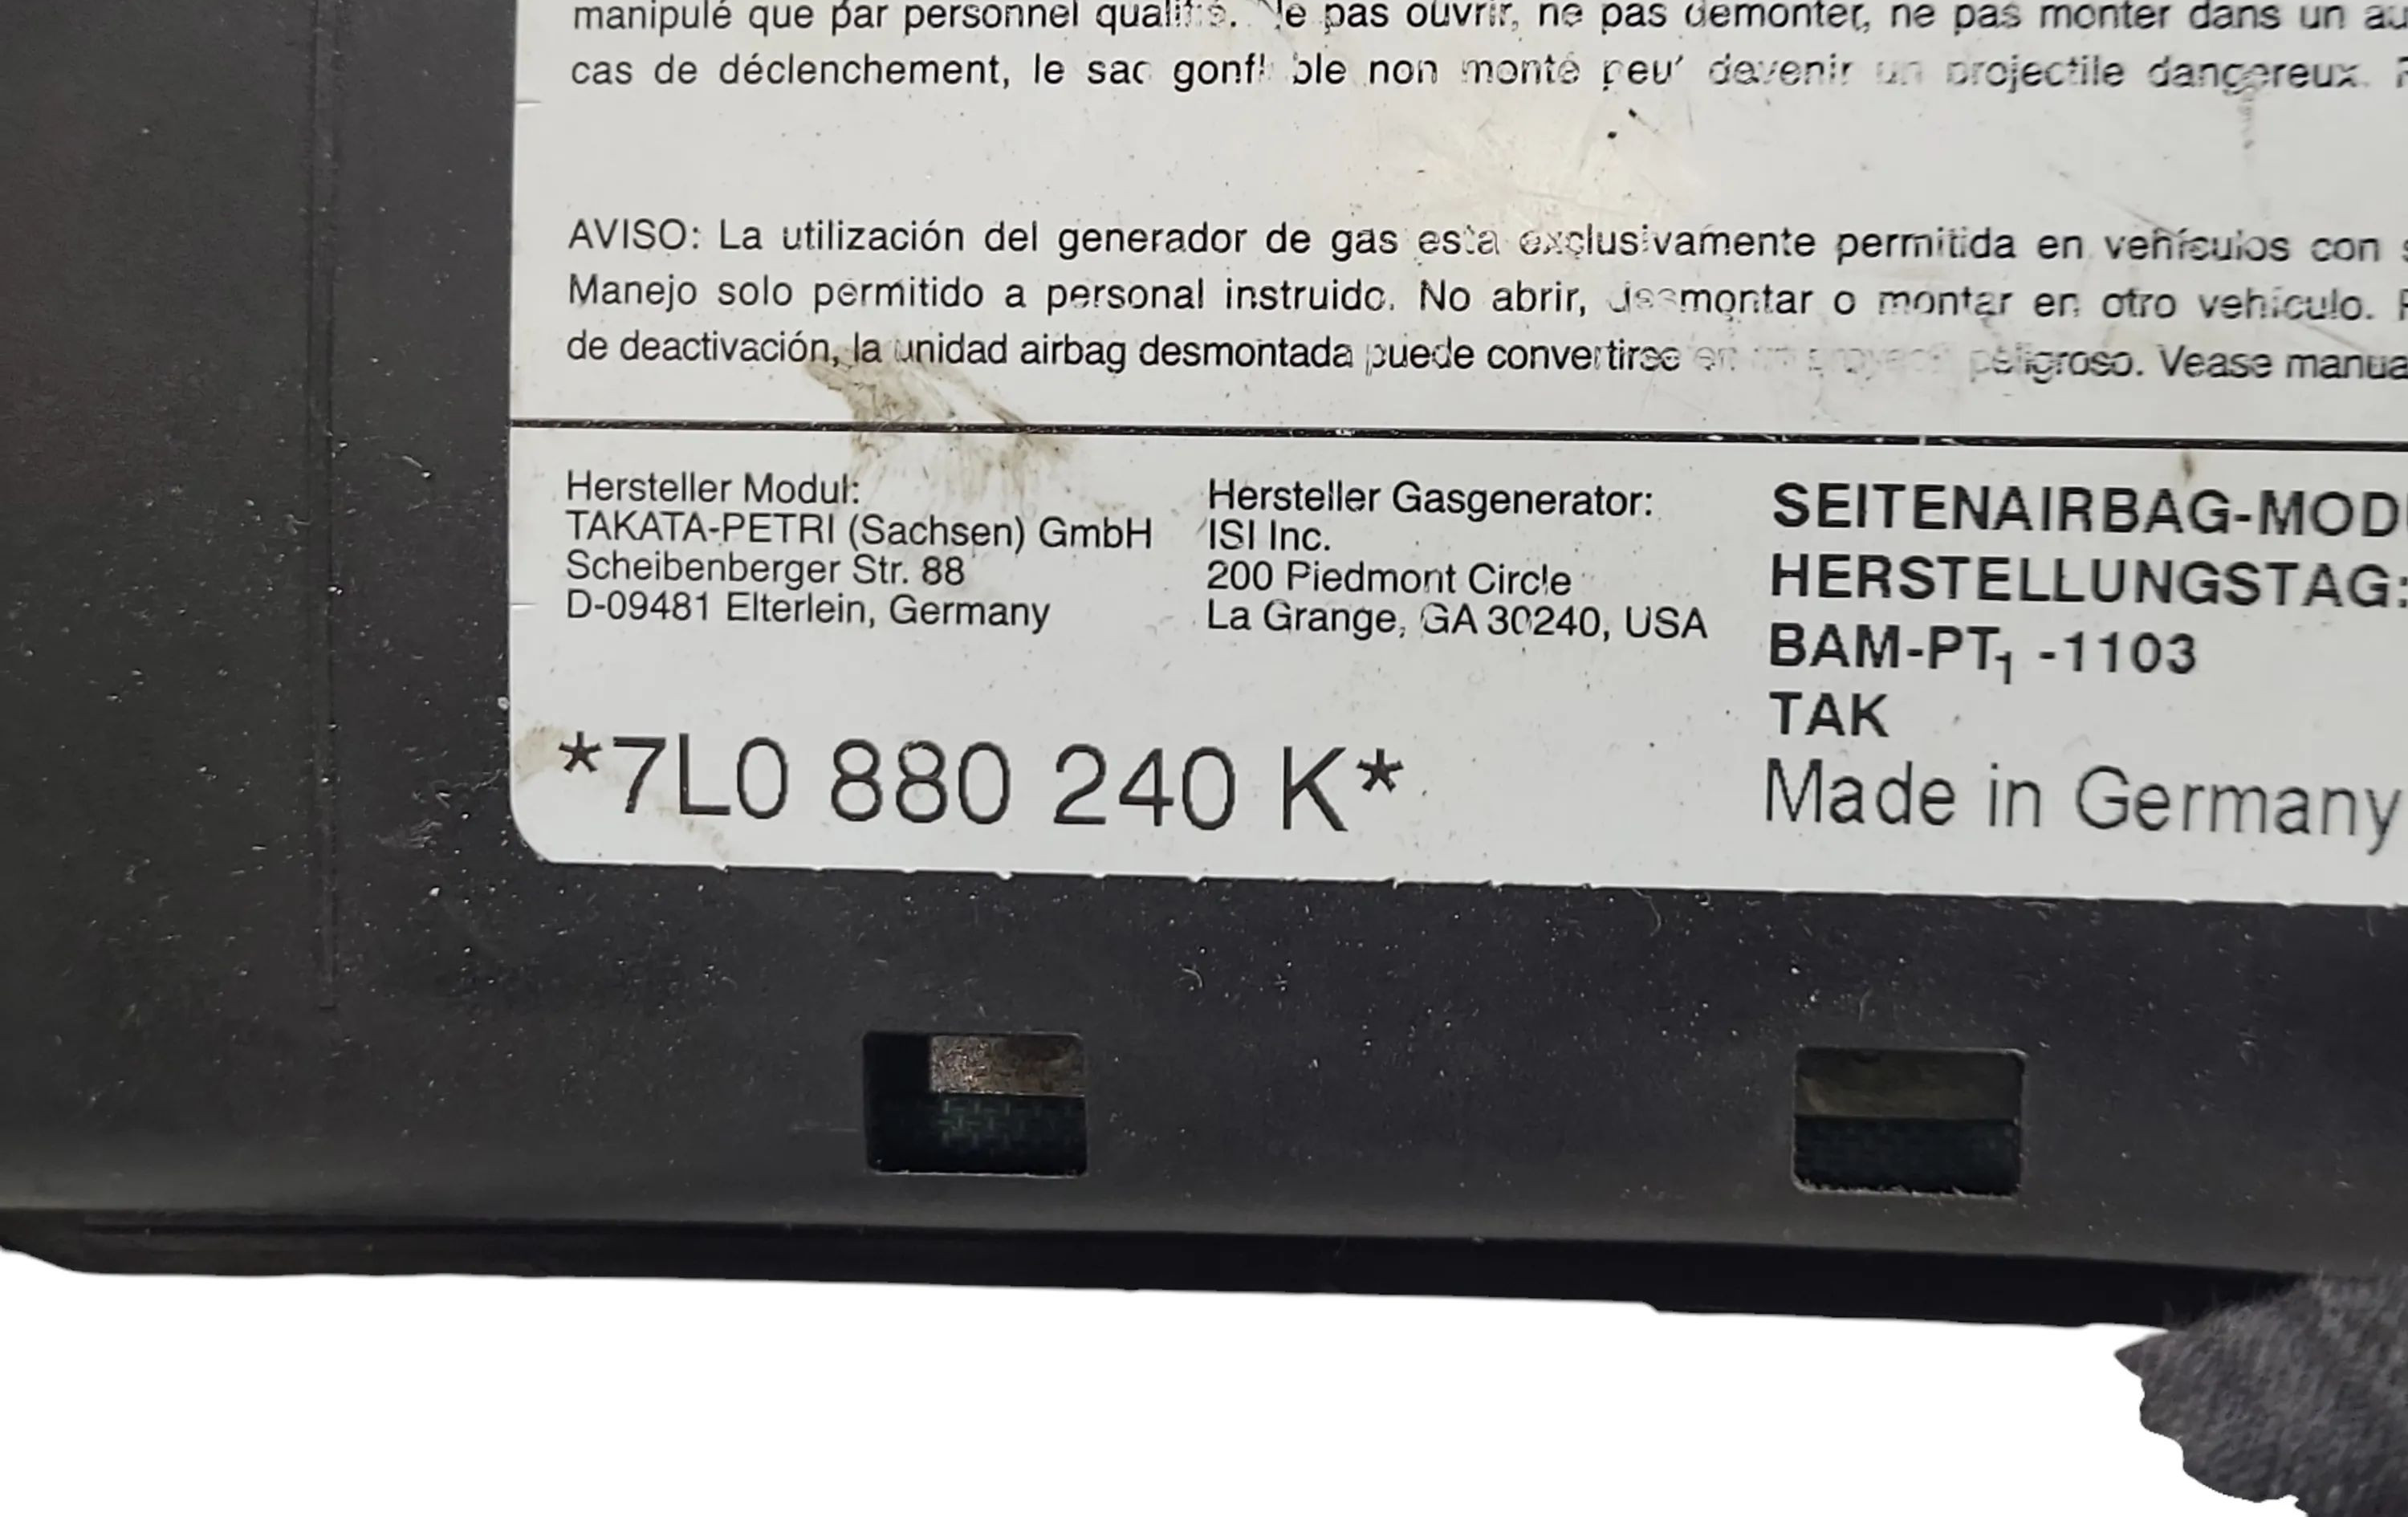 manipulé que par personnel qualifié. Ne pas ouvrir, ne pas demonter, ne pas monter dans un au
cas de déclenchement, le sac gonflable non monté peut devenir un projectile dangereux.
AVISO: La utilización del generador de gas esta exclusivamente permitida en vehículos con s
Manejo solo permitido a personal instruido. No abrir, desmontar o montar en otro vehículo.
de deactivación, la unidad airbag desmontada puede convertirse en un peligroso. Vease manua
Hersteller Modul:
TAKATA-PETRI (Sachsen) GmbH
Scheibenberger Str. 88
D-09481 Elterlein, Germany
*7L0 880 240 K*
Hersteller Gasgenerator:
ISI Inc.
200 Piedmont Circle
La Grange, GA 30240, USA
SEITENAIRBAG-MODU
HERSTELLUNGSTAG:
BAM-PT₁ -1103
TAK
Made in Germany